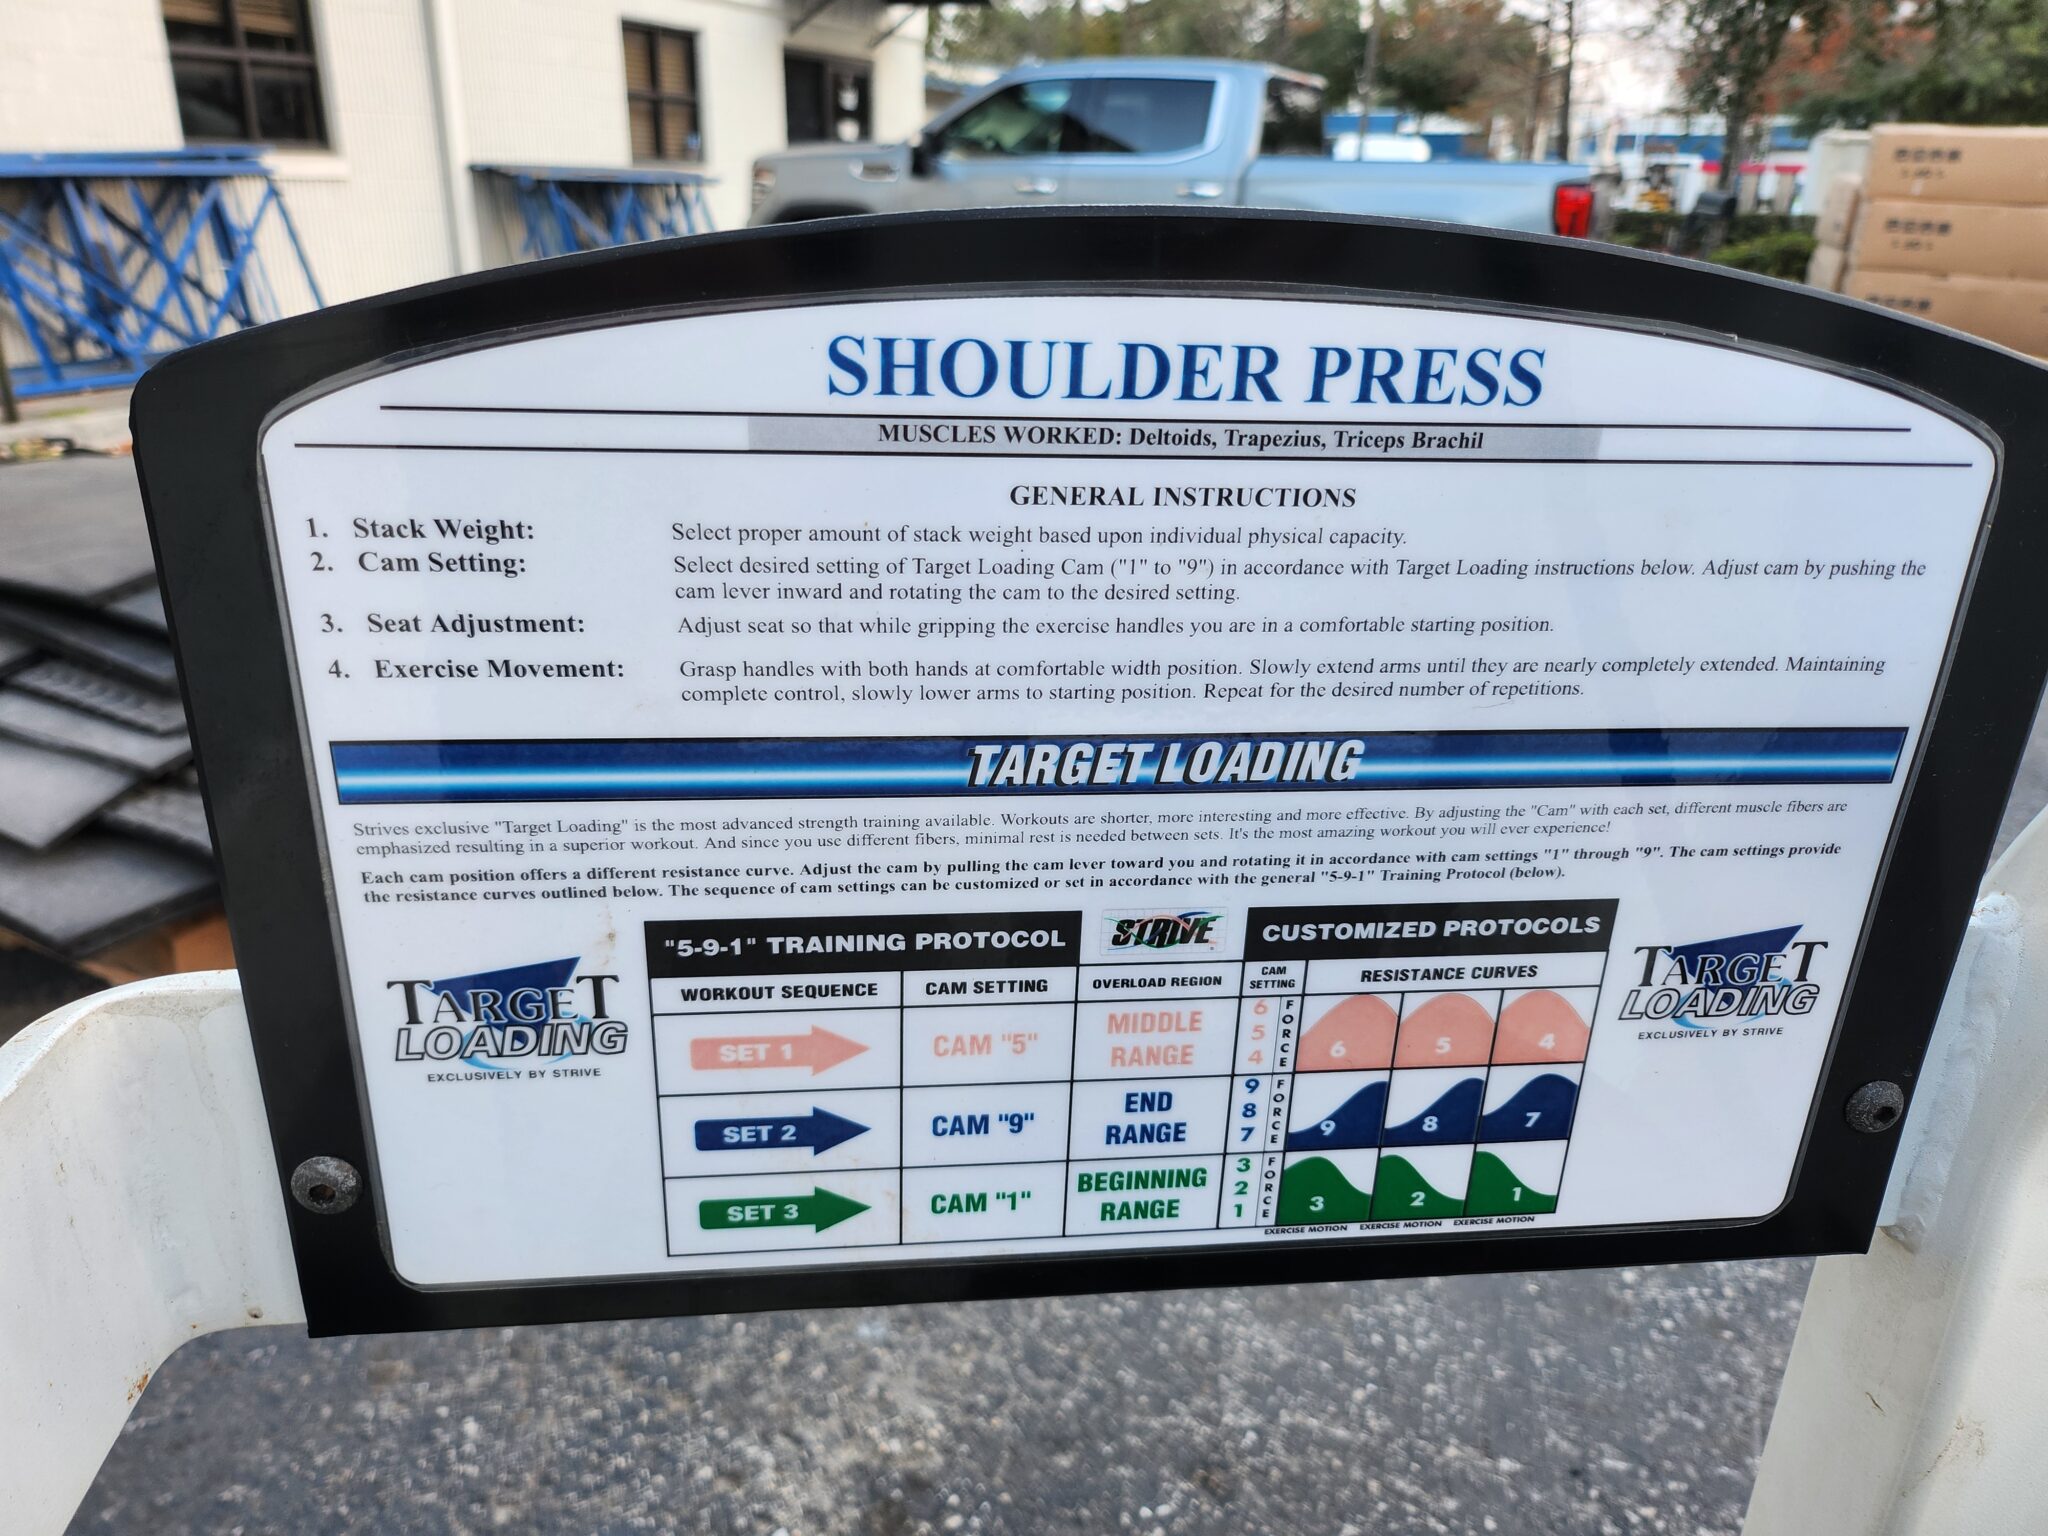 SHOULDER PRESS
MUSCLES WORKED: Deltoids, Trapezius, Triceps Brachil
GENERAL INSTRUCTIONS
1. Stack Weight: Select proper amount of stack weight based upon individual physical capacity.
2. Cam Setting: Select desired setting of Target Loading Cam ("1" to "9") in accordance with Target Loading instructions below. Adjust cam by pushing the
cam lever inward and rotating the cam to the desired setting.
3. Seat Adjustment: Adjust seat so that while gripping the exercise handles you are in a comfortable starting position.
4. Exercise Movement: Grasp handles with both hands at comfortable width position. Slowly extend arms until they are nearly completely extended. Maintaining
complete control, slowly lower arms to starting position. Repeat for the desired number of repetitions.
TARGET LOADING
Strives exclusive "Target Loading" is the most advanced strength training available. Workouts are shorter, more interesting and more effective. By adjusting the "Cam" with each set, different muscle fibers are
emphasized resulting in a superior workout. And since you use different fibers, minimal rest is needed between sets. It's the most amazing workout you will ever experience!
Each cam position offers a different resistance curve. Adjust the cam by pulling the cam lever toward you and rotating it in accordance with cam settings "1" through "9". The cam settings provide
the resistance curves outlined below. The sequence of cam settings can be customized or set in accordance with the general "5-9-1" Training Protocol (below).
TARGET
LOADING
EXCLUSIVELY BY STRIVE
"5-9-1" TRAINING PROTOCOL
STRIVE
CUSTOMIZED PROTOCOLS
WORKOUT SEQUENCE CAM SETTING OVERLOAD REGION
CAM SETTING RESISTANCE CURVES
SET 1 CAM "5" MIDDLE RANGE
6 5 4 FORCE 6 5 4
SET 2 CAM "9" END RANGE
9 8 7 FORCE 9 8 7
SET 3 CAM "1" BEGINNING RANGE
3 2 1 FORCE 3 2 1
EXERCISE MOTION EXERCISE MOTION EXERCISE MOTION
TARGET
LOADING
EXCLUSIVELY BY STRIVE